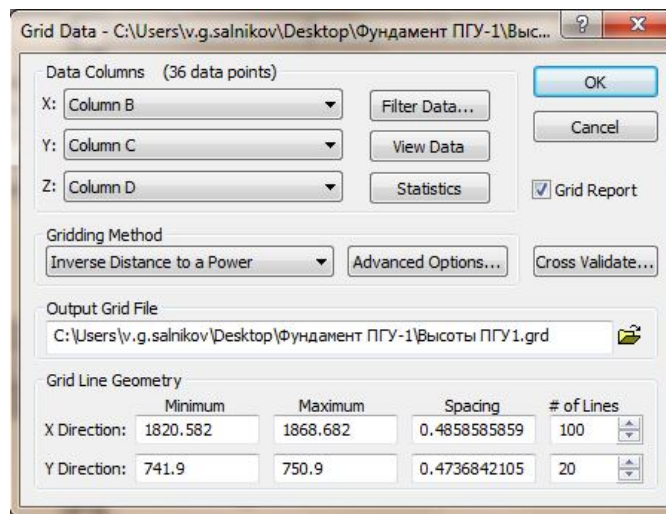 Grid Data - C:\Users\v.g.salnikov\Desktop\Фундамент ПГУ-1\Выс...
Data Columns (36 data points)
X: Column B
Filter Data...
Y: Column C
View Data
Z: Column D
Statistics
OK
Cancel
Grid Report
Gridding Method
Inverse Distance to a Power
Advanced Options...
Cross Validate...
Output Grid File
C:\Users\v.g.salnikov\Desktop\Фундамент ПГУ-1\Высоты ПГУ1.grd
Grid Line Geometry
Minimum Maximum Spacing # of Lines
X Direction: 1820.582 1868.682 0.4858585859 100
Y Direction: 741.9 750.9 0.4736842105 20